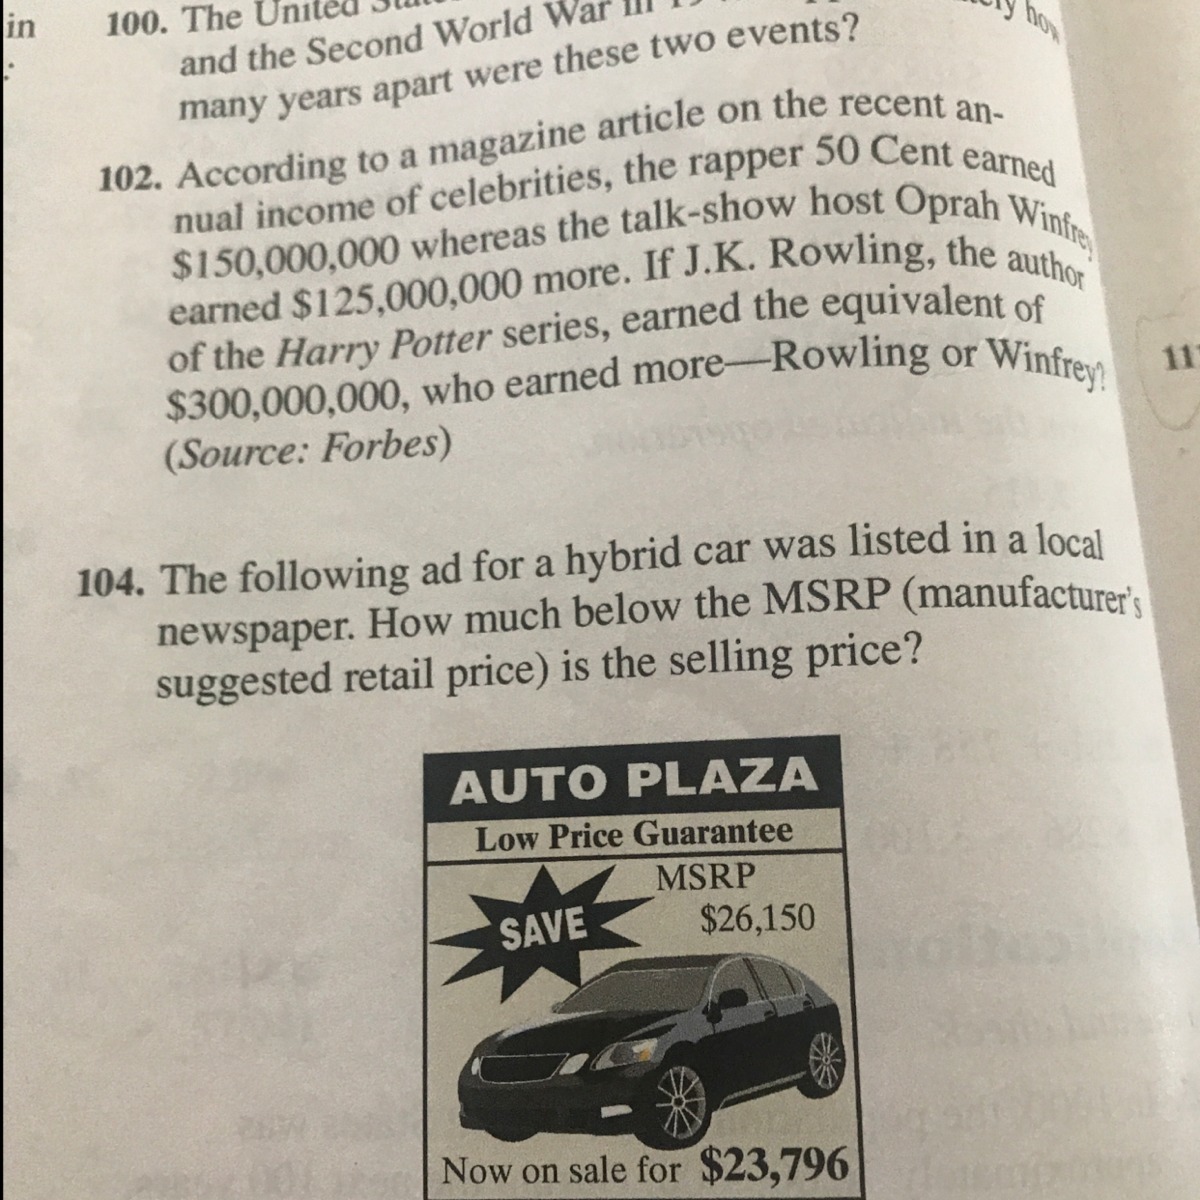 in
100. The United
and the Second World War
many years apart were these two events?
102. According to a magazine article on the recent an-
nual income of celebrities, the rapper 50 Cent earned
$150,000,000 whereas the talk-show host Oprah Winfrey
earned $125,000,000 more. If J.K. Rowling, the author
of the Harry Potter series, earned the equivalent of
$300,000,000, who earned more—Rowling or Winfrey?
(Source: Forbes)
104. The following ad for a hybrid car was listed in a local
newspaper. How much below the MSRP (manufacturer's
suggested retail price) is the selling price?
AUTO PLAZA
Low Price Guarantee
SAVE
MSRP
$26,150
Now on sale for $23,796